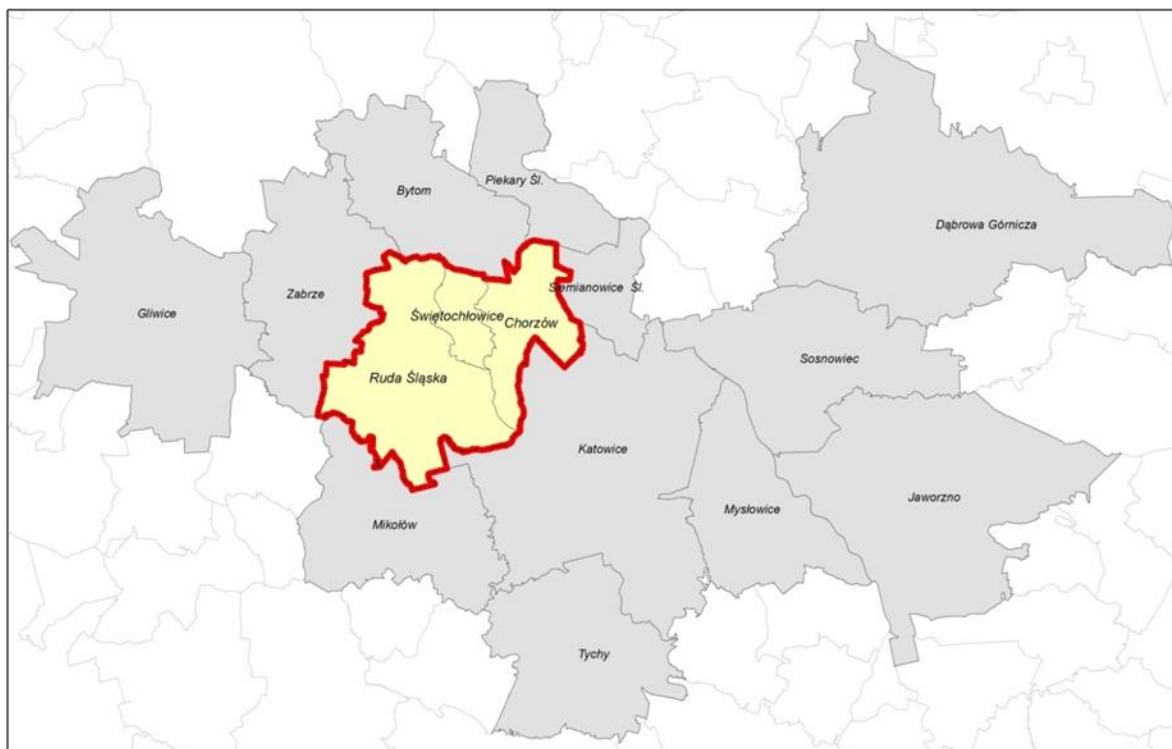 Piekary Śl.
Bytom
Dąbrowa Górnicza
Siemianowice Śl.
Zabrze
Gliwice
Świętochłowice
Chorzów
Sosnowiec
Ruda Śląska
Katowice
Jaworzno
Mysłowice
Mikołów
Tychy